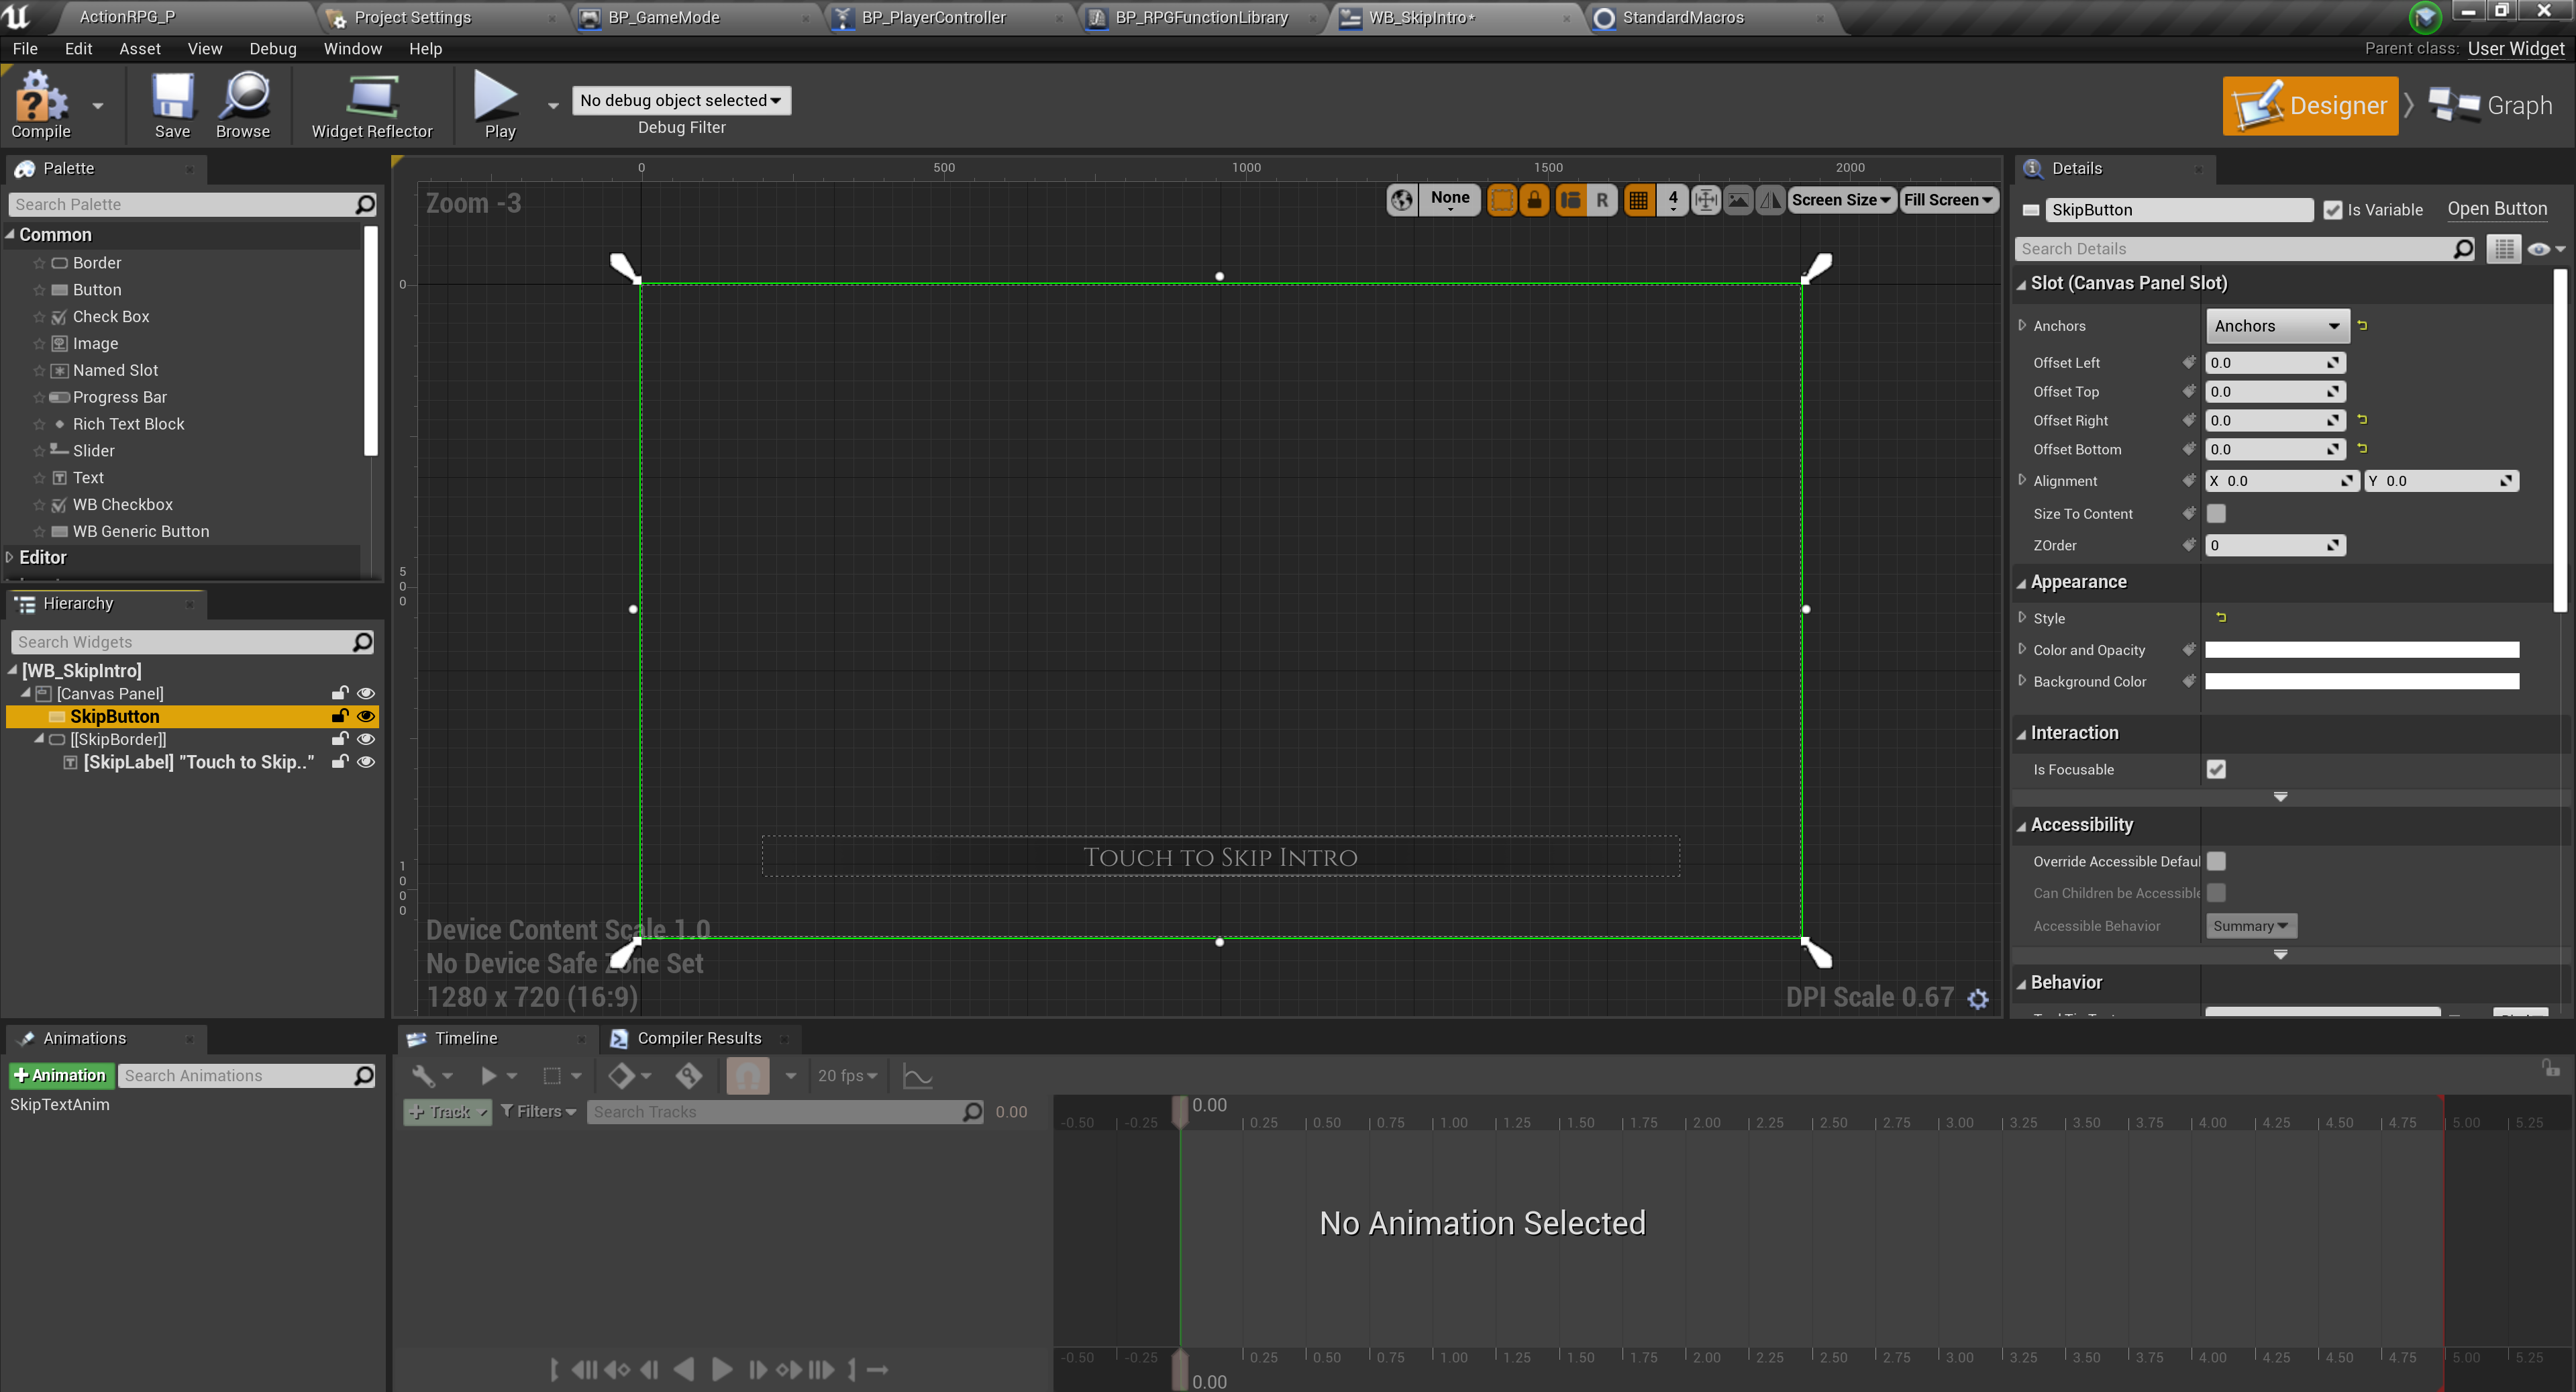 ActionRPG_P
Project Settings
BP_GameMode
BP_PlayerController
BP_RPGFunctionLibrary
WB_SkipIntro*
StandardMacros
File Edit Asset View Debug Window Help
Parent class: User Widget
Compile
Save
Browse
Widget Reflector
Play
No debug object selected
Debug Filter
Designer
Graph
Palette
Search Palette
Common
Border
Button
Check Box
Image
Named Slot
Progress Bar
Rich Text Block
Slider
Text
WB Checkbox
WB Generic Button
Editor
Hierarchy
Search Widgets
[WB_SkipIntro]
[Canvas Panel]
SkipButton
[[SkipBorder]]
[SkipLabel] "Touch to Skip.."
0 500 1000 1500 2000
Zoom -3
None
R
4
Screen Size
Fill Screen
0
500
1000
Touch to Skip Intro
Device Content Scale 1.0
No Device Safe Zone Set
1280 x 720 (16:9)
DPI Scale 0.67
Details
SkipButton
Is Variable
Open Button
Search Details
Slot (Canvas Panel Slot)
Anchors Anchors
Offset Left 0.0
Offset Top 0.0
Offset Right 0.0
Offset Bottom 0.0
Alignment X 0.0 Y 0.0
Size To Content
ZOrder 0
Appearance
Style
Color and Opacity
Background Color
Interaction
Is Focusable
Accessibility
Override Accessible Defaul
Can Children be Accessible
Accessible Behavior Summary
Behavior
Animations
+ Animation
Search Animations
SkipTextAnim
Timeline
Compiler Results
20 fps
+ Track
Filters
Search Tracks
0.00
0.00
-0.50 -0.25 0.25 0.50 0.75 1.00 1.25 1.50 1.75 2.00 2.25 2.50 2.75 3.00 3.25 3.50 3.75 4.00 4.25 4.50 4.75 5.00 5.25
No Animation Selected
-0.50 -0.25 0.25 0.50 0.75 1.00 1.25 1.50 1.75 2.00 2.25 2.50 2.75 3.00 3.25 3.50 3.75 4.00 4.25 4.50 4.75 5.00 5.25
0.00